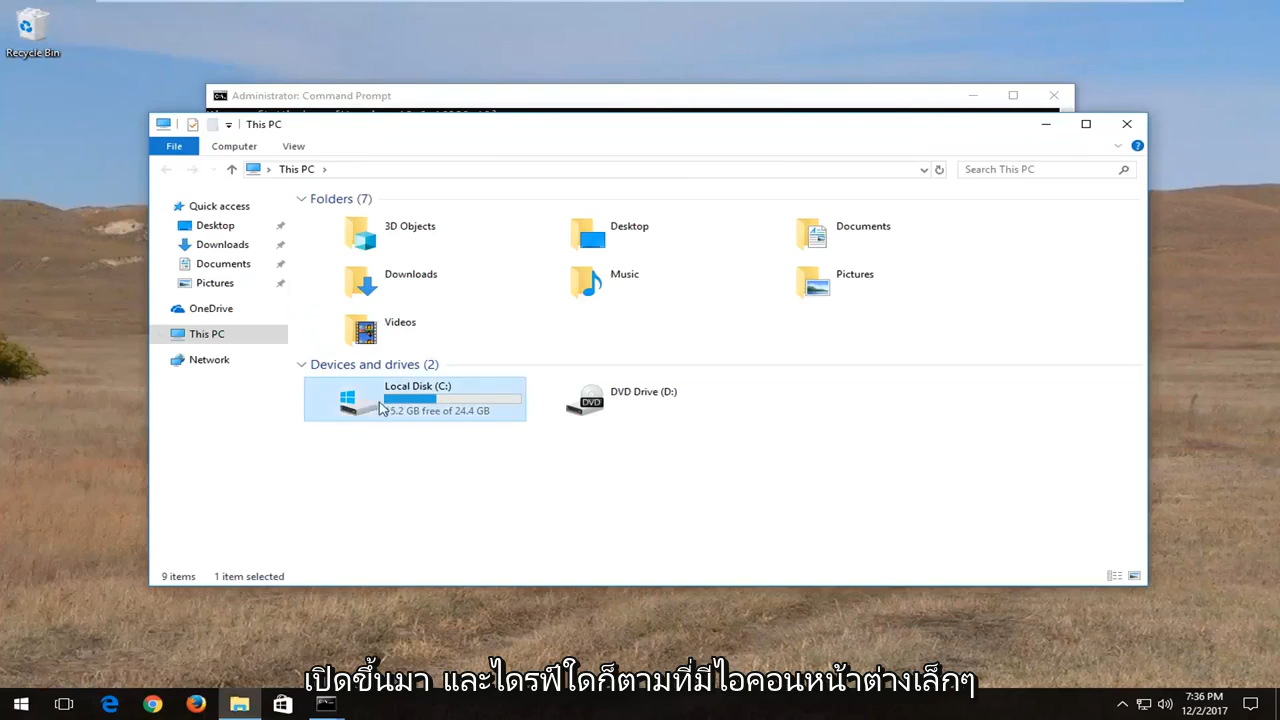 Recycle Bin
Administrator: Command Prompt
This PC
File
Computer
View
This PC
Search This PC
Quick access
Desktop
Downloads
Documents
Pictures
OneDrive
This PC
Network
Folders (7)
3D Objects
Desktop
Documents
Downloads
Music
Pictures
Videos
Devices and drives (2)
Local Disk (C:)
5.2 GB free of 24.4 GB
DVD Drive (D:)
DVD
9 items
1 item selected
เปิดขึ้นมา และไดรฟ์ใดก็ตามที่มีไอคอนหน้าต่างเล็กๆ
7:36 PM
12/2/2017